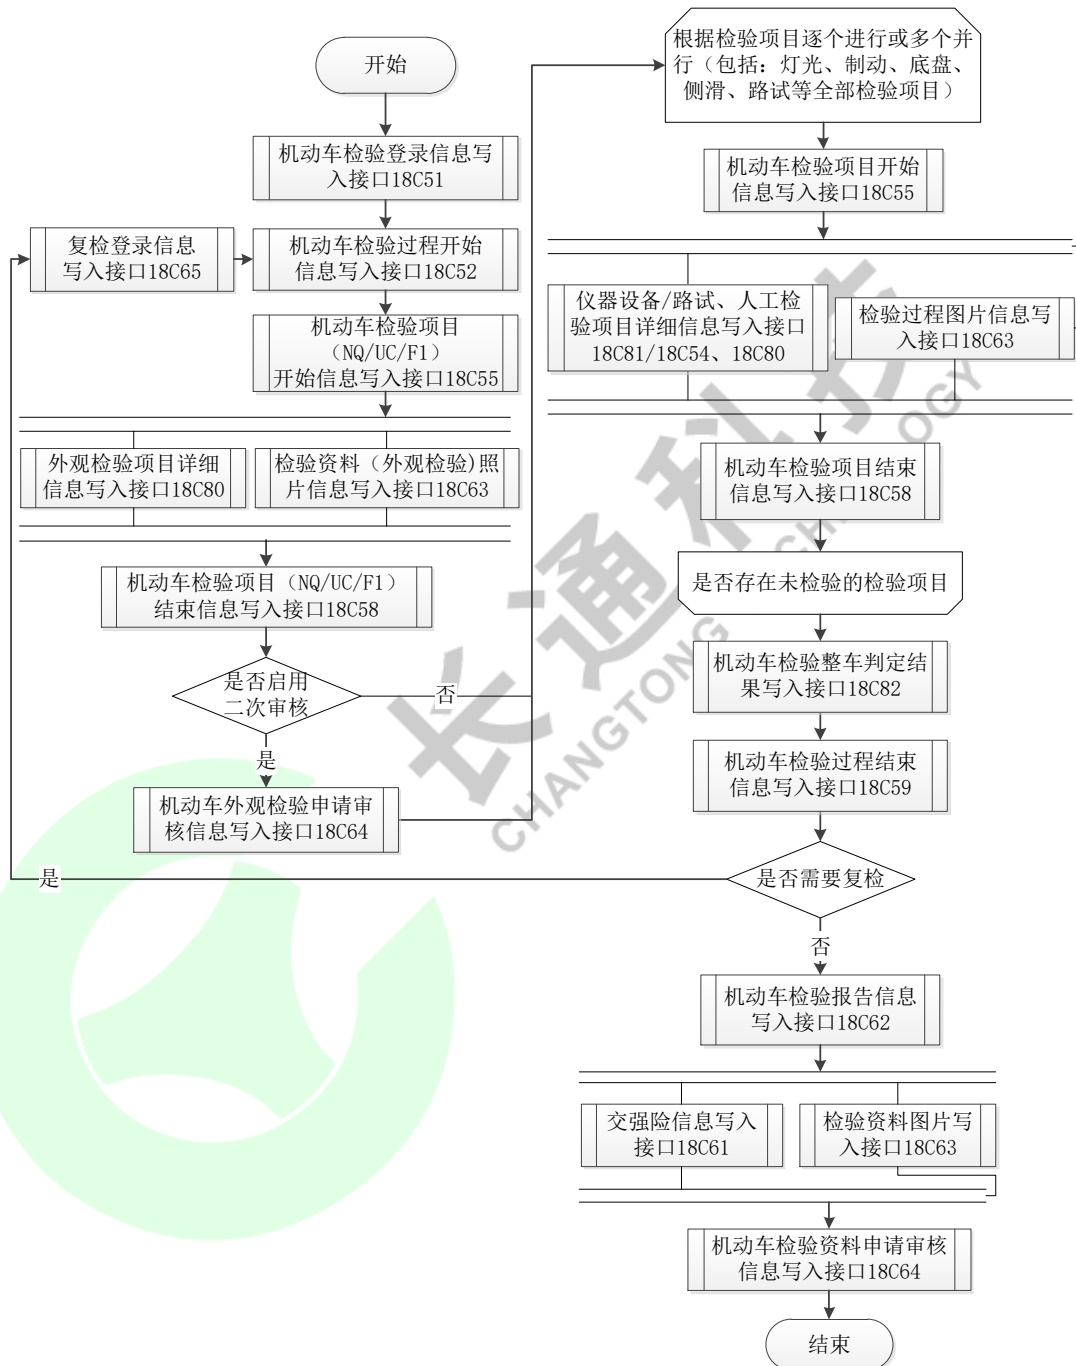 开始
机动车检验登录信息写
入接口18C51
复检登录信息
写入接口18C65
机动车检验过程开始
信息写入接口18C52
机动车检验项目
（NQ/UC/F1）
开始信息写入接口18C55
外观检验项目详细
信息写入接口18C80
检验资料（外观检验)照
片信息写入接口18C63
机动车检验项目（NQ/UC/F1）
结束信息写入接口18C58
是否启用
二次审核
否
是
机动车外观检验申请审
核信息写入接口18C64
根据检验项目逐个进行或多个并
行（包括：灯光、制动、底盘、
侧滑、路试等全部检验项目）
机动车检验项目开始
信息写入接口18C55
仪器设备/路试、人工检
验项目详细信息写入接口
18C81/18C54、18C80
检验过程图片信息写
入接口18C63
机动车检验项目结束
信息写入接口18C58
是否存在未检验的检验项目
机动车检验整车判定结
果写入接口18C82
机动车检验过程结束
信息写入接口18C59
是否需要复检
是
否
机动车检验报告信息
写入接口18C62
交强险信息写入
接口18C61
检验资料图片写
入接口18C63
机动车检验资料申请审核
信息写入接口18C64
结束
长通科技
CHANGTONG